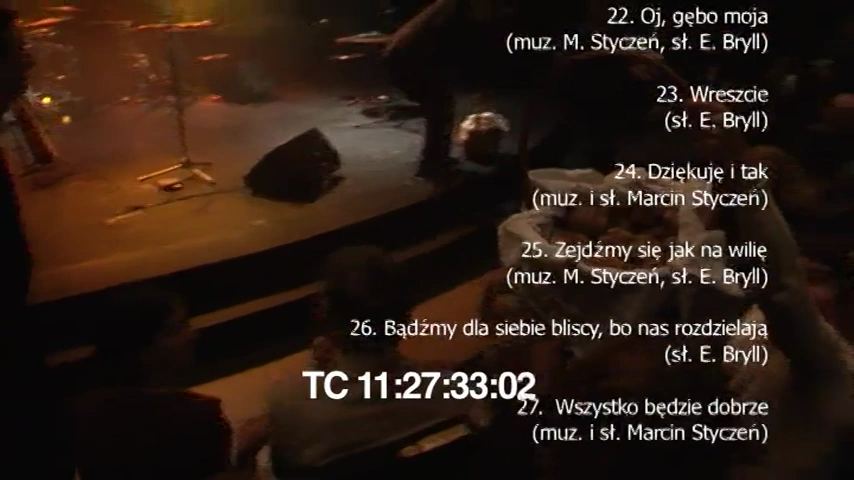 22. Oj, gębo moja
(muz. M. Styczeń, sł. E. Bryll)
23. Wreszcie
(sł. E. Bryll)
24. Dziękuję i tak
(muz. i sł. Marcin Styczeń)
25. Zejdźmy się jak na wilię
(muz. M. Styczeń, sł. E. Bryll)
26. Bądźmy dla siebie bliscy, bo nas rozdzielają
(sł. E. Bryll)
TC 11:27:33:02
27. Wszystko będzie dobrze
(muz. i sł. Marcin Styczeń)